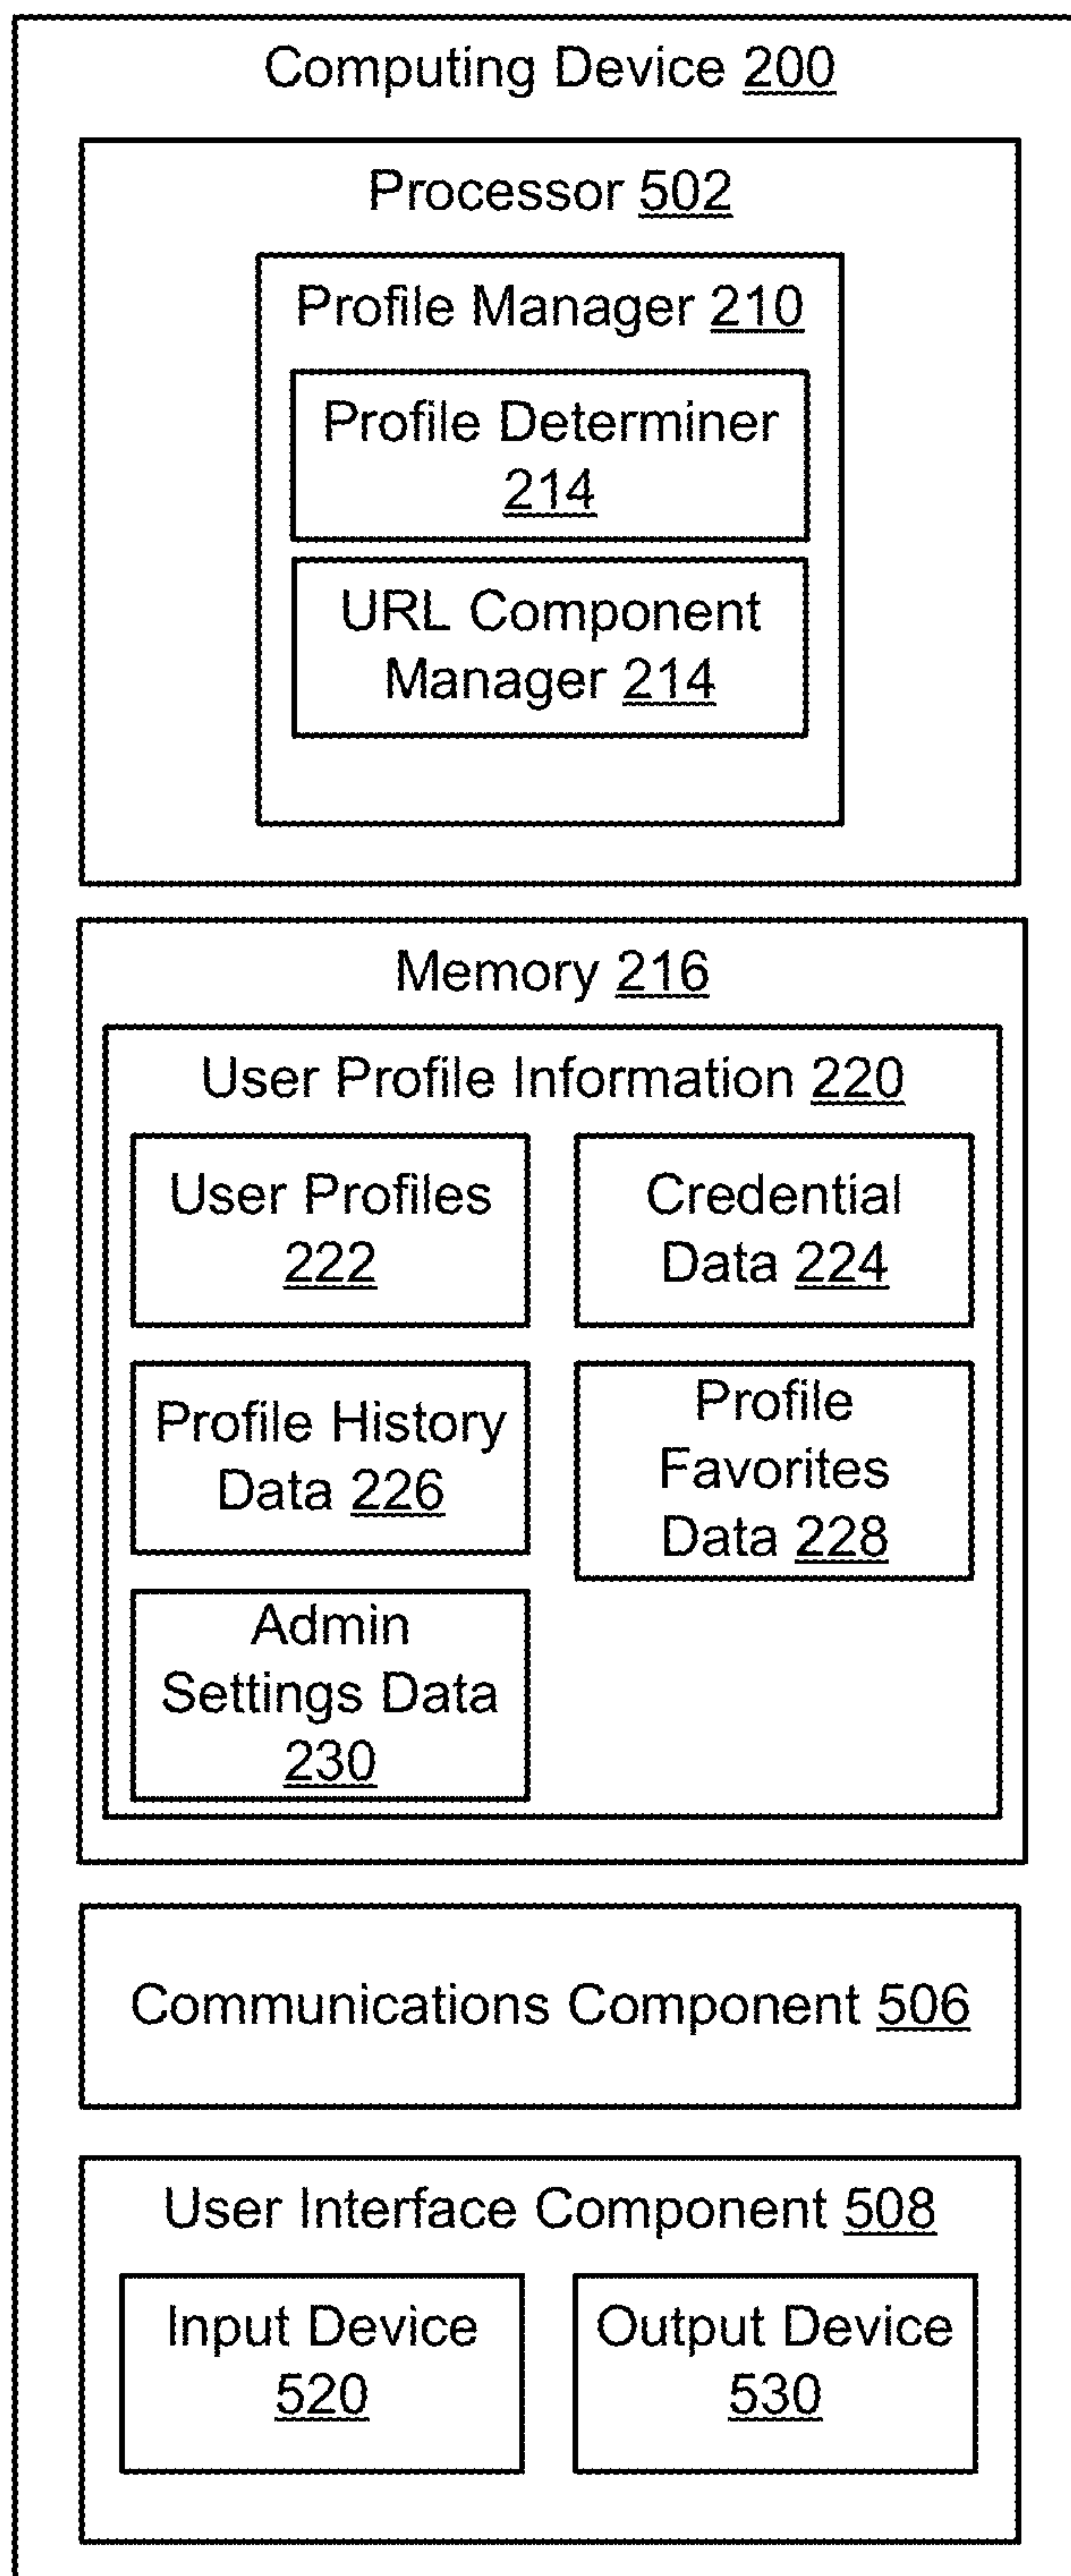 Computing Device 200
Processor 502
Profile Manager 210
Profile Determiner
214
URL Component
Manager 214
Memory 216
User Profile Information 220
User Profiles
222
Credential
Data 224
Profile History
Data 226
Profile
Favorites
Data 228
Admin
Settings Data
230
Communications Component 506
User Interface Component 508
Input Device
520
Output Device
530